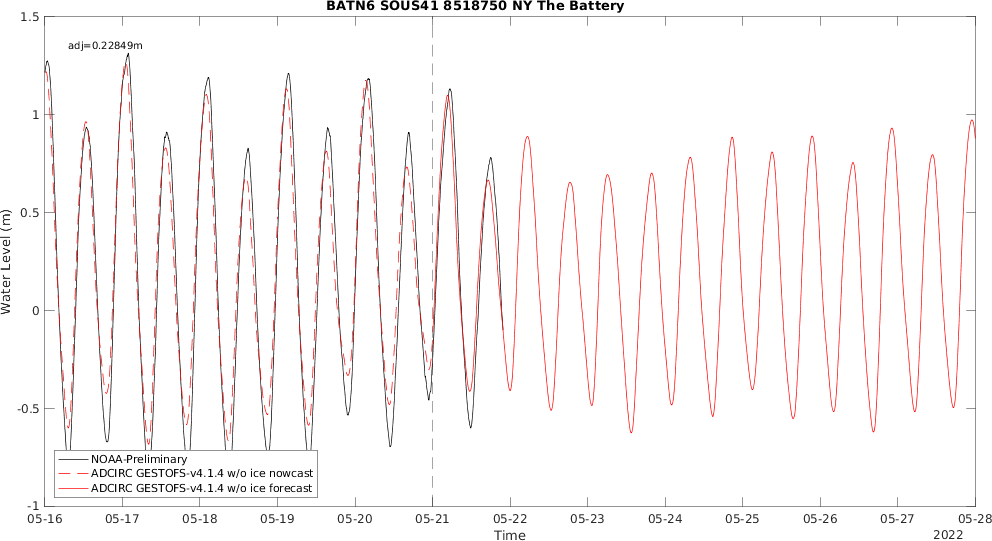 BATN6 SOUS41 8518750 NY The Battery
adj=0.22849m
Water Level (m)
1.5
1
0.5
0
-0.5
-1
NOAA-Preliminary
ADCIRC GESTOFS-v4.1.4 w/o ice nowcast
ADCIRC GESTOFS-v4.1.4 w/o ice forecast
05-16 05-17 05-18 05-19 05-20 05-21 05-22 05-23 05-24 05-25 05-26 05-27 05-28
Time
2022